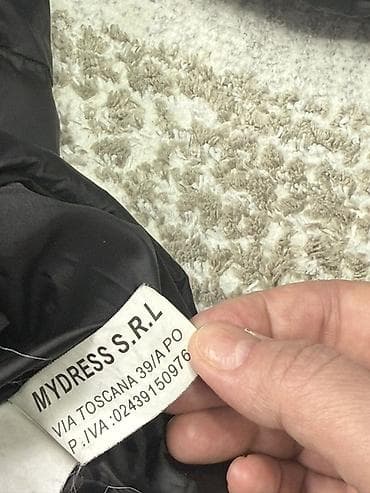 MYDRESS S.R.L
VIA TOSCANA 39/A PO
P .IVA :02439150976